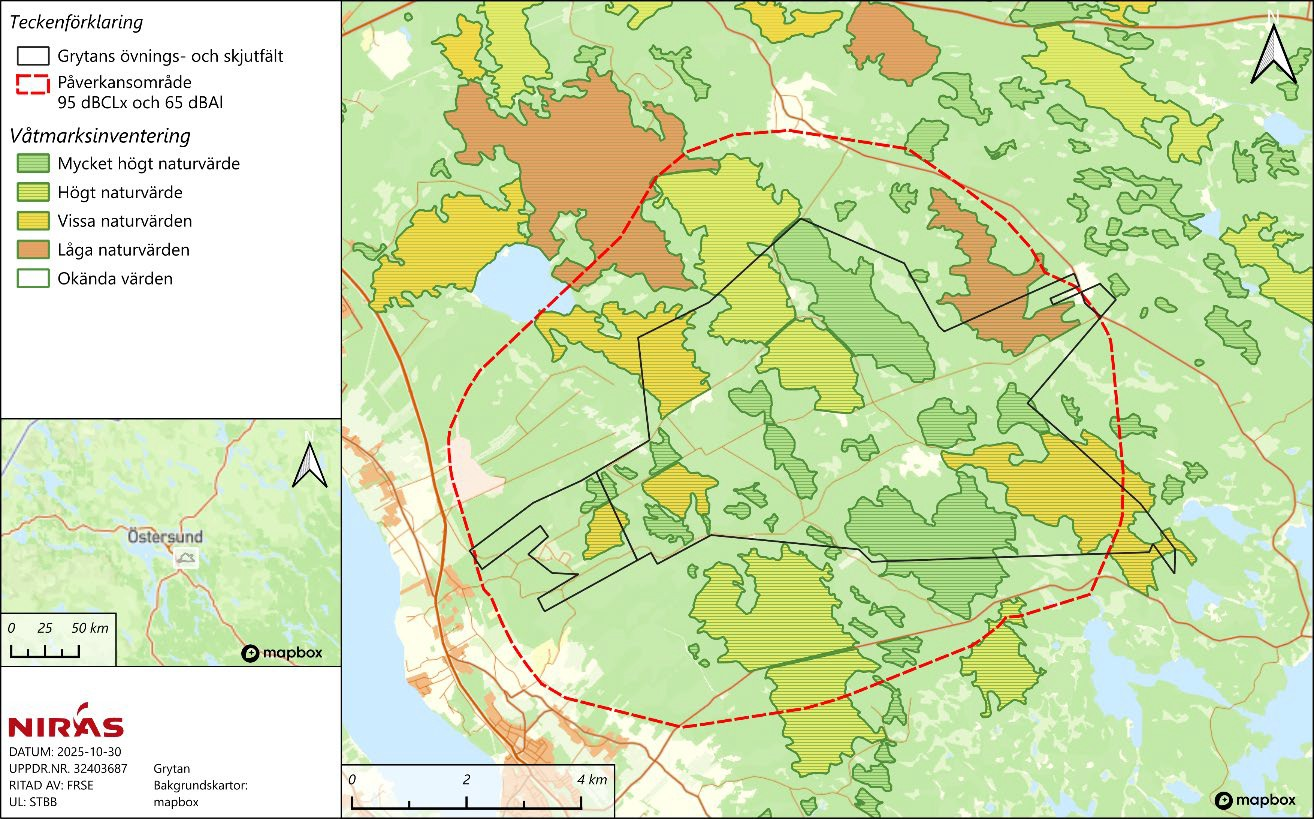 Teckenförklaring
Grytans övnings- och skjutfält
Påverkansområde
95 dBCLx och 65 dBAI
Våtmarksinventering
Mycket högt naturvärde
Högt naturvärde
Vissa naturvärden
Låga naturvärden
Okända värden
N
Östersund
0 25 50 km
mapbox
NIRAS
DATUM: 2025-10-30
UPPDR.NR. 32403687 Grytan
RITAD AV: FRSE Bakgrundskartor:
UL: STBB mapbox
N
0 2 4 km
mapbox